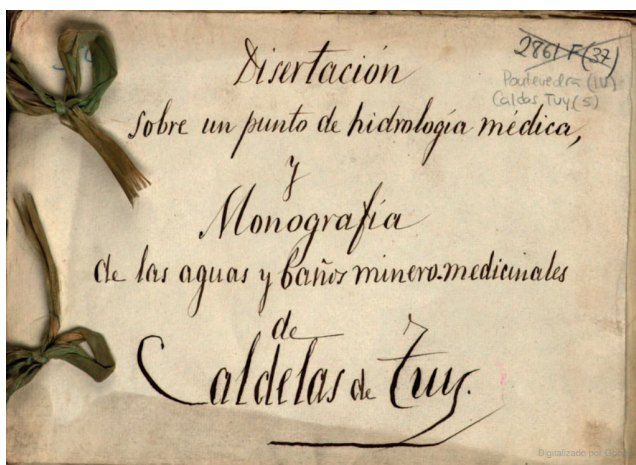 Disertación
sobre un punto de hidrología médica,
y
Monografía
de las aguas y baños minero-medicinales
de
Caldelas de Tuy.
2861 F (37)
Pontevedra (IV)
Caldas, Tuy, (5)
Digitalizado por